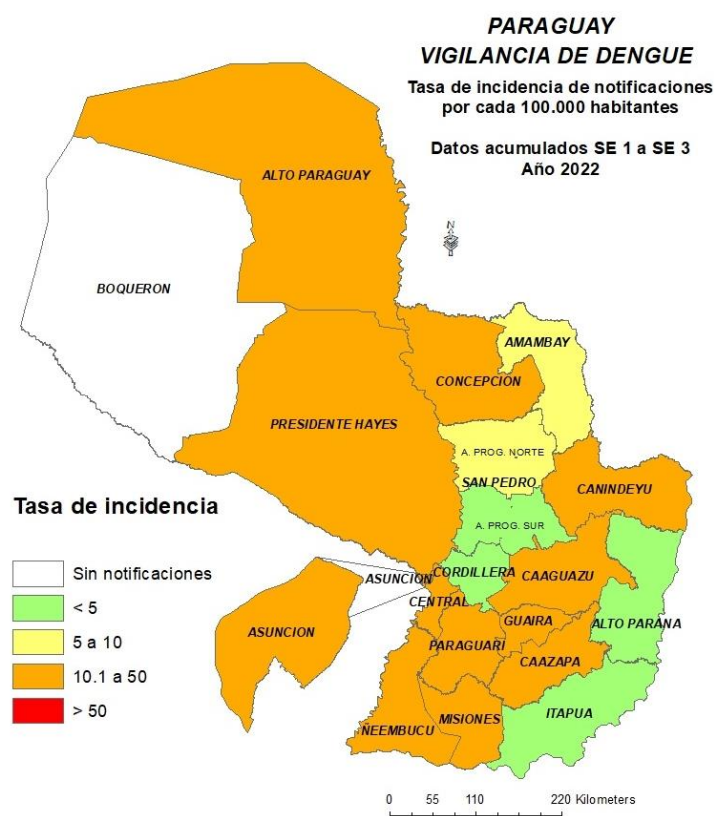 PARAGUAY
VIGILANCIA DE DENGUE
Tasa de incidencia de notificaciones
por cada 100.000 habitantes
Datos acumulados SE 1 a SE 3
Año 2022
N
ALTO PARAGUAY
BOQUERON
AMAMBAY
CONCEPCIÓN
PRESIDENTE HAYES
A. PROG. NORTE
SAN PEDRO
CANINDEYU
A. PROG. SUR
CORDILLERA
ASUNCION
CAAGUAZU
CENTRAL
ASUNCION
GUAIRA
ALTO PARANA
PARAGUARI
CAAZAPA
ITAPUA
MISIONES
ÑEEMBUCU
Tasa de incidencia
Sin notificaciones
< 5
5 a 10
10.1 a 50
> 50
0 55 110 220 Kilometers